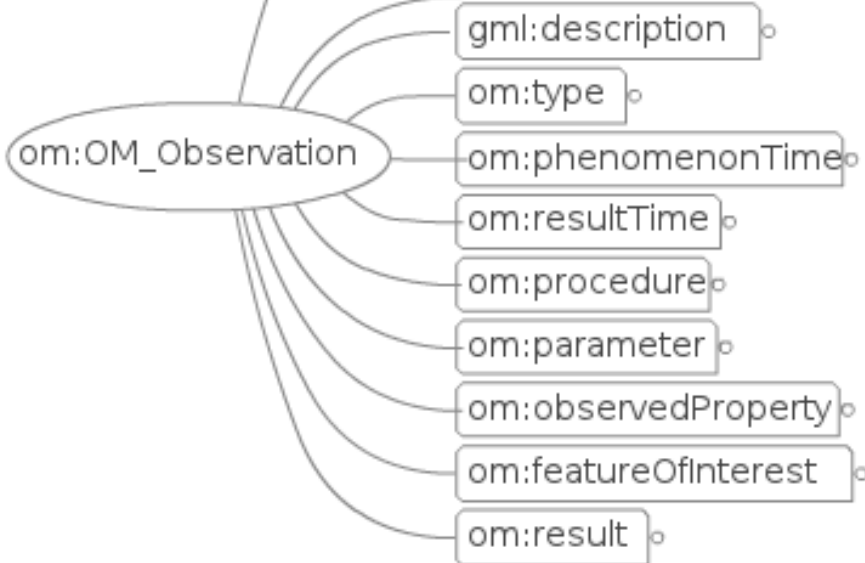 gml:description
om:type
om:OM_Observation
om:phenomenonTime
om:resultTime
om:procedure
om:parameter
om:observedProperty
om:featureOfInterest
om:result